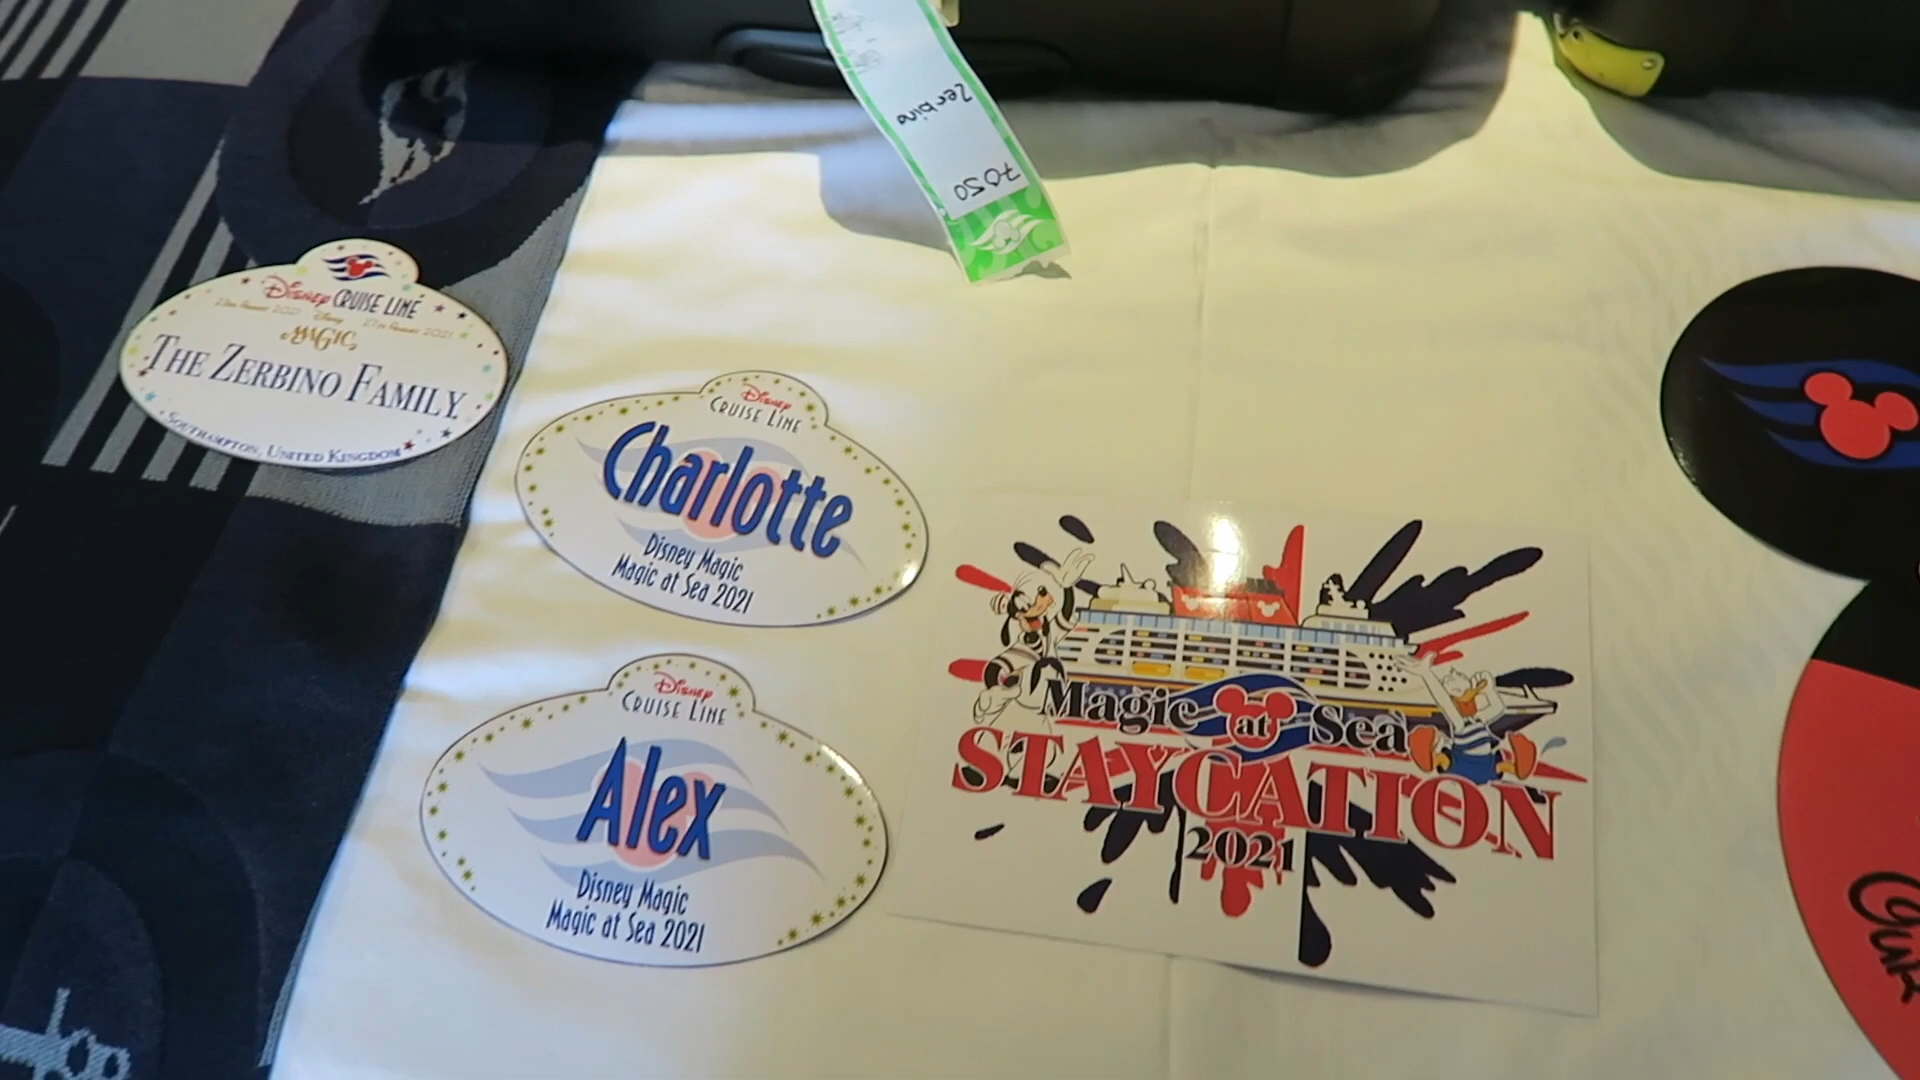 Zerbino
7050
Disney CRUISE LINE
Disney
MAGIC
THE ZERBINO FAMILY
SOUTHAMPTON, UNITED KINGDOM
Disney
CRUISE LINE
Charlotte
Disney Magic
Magic at Sea 2021
Disney
CRUISE LINE
Alex
Disney Magic
Magic at Sea 2021
Magic at Sea
STAYCATION
2021